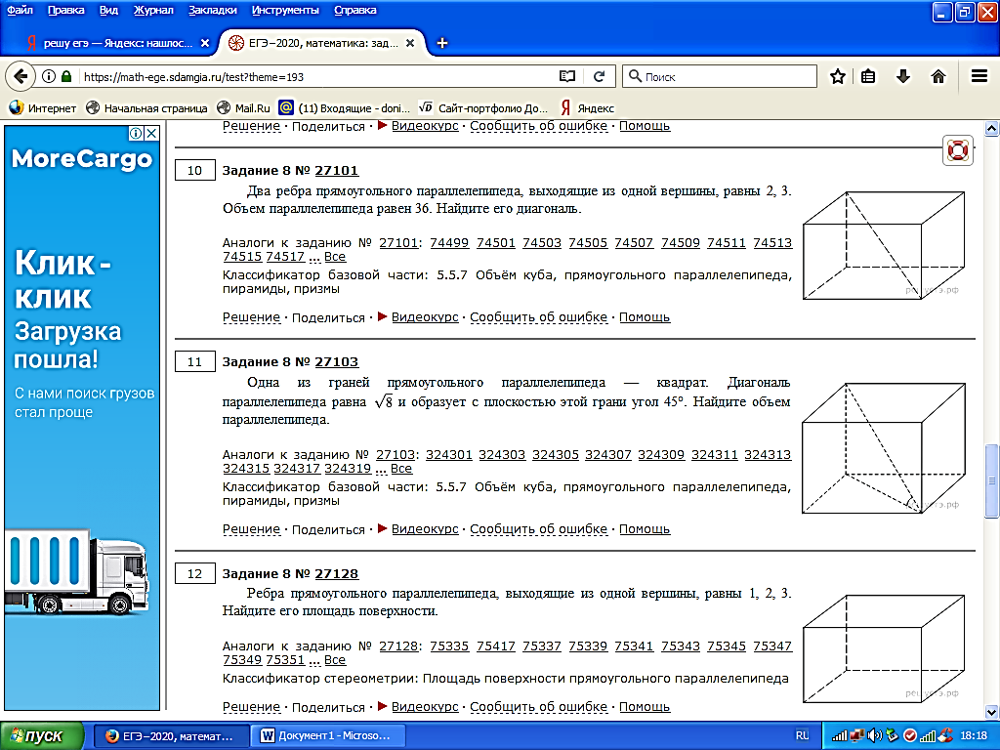 Файл Правка Вид Журнал Закладки Инструменты Справка
решу егэ — Яндекс: нашлос...
ЕГЭ−2020, математика: зад...
https://math-ege.sdamgia.ru/test?theme=193
Поиск
Интернет Начальная страница Mail.Ru (11) Входящие - doni... Сайт-портфолио До... Яндекс
MoreCargo
Клик-
клик
Загрузка
пошла!
С нами поиск грузов
стал проще
Решение · Поделиться · Видеокурс · Сообщить об ошибке · Помощь
10 Задание 8 № 27101
Два ребра прямоугольного параллелепипеда, выходящие из одной вершины, равны 2, 3.
Объем параллелепипеда равен 36. Найдите его диагональ.
Аналоги к заданию № 27101: 74499 74501 74503 74505 74507 74509 74511 74513
74515 74517 ... Все
Классификатор базовой части: 5.5.7 Объём куба, прямоугольного параллелепипеда,
пирамиды, призмы
Решение · Поделиться · Видеокурс · Сообщить об ошибке · Помощь
решуегэ.рф
11 Задание 8 № 27103
Одна из граней прямоугольного параллелепипеда — квадрат. Диагональ
параллелепипеда равна √8 и образует с плоскостью этой грани угол 45°. Найдите объем
параллелепипеда.
Аналоги к заданию № 27103: 324301 324303 324305 324307 324309 324311 324313
324315 324317 324319 ... Все
Классификатор базовой части: 5.5.7 Объём куба, прямоугольного параллелепипеда,
пирамиды, призмы
Решение · Поделиться · Видеокурс · Сообщить об ошибке · Помощь
решуегэ.рф
12 Задание 8 № 27128
Ребра прямоугольного параллелепипеда, выходящие из одной вершины, равны 1, 2, 3.
Найдите его площадь поверхности.
Аналоги к заданию № 27128: 75335 75417 75337 75339 75341 75343 75345 75347
75349 75351 ... Все
Классификатор стереометрии: Площадь поверхности прямоугольного параллелепипеда
Решение · Поделиться · Видеокурс · Сообщить об ошибке · Помощь
решуегэ.рф
пуск
ЕГЭ−2020, математ...
Документ1 - Microso...
RU
18:18